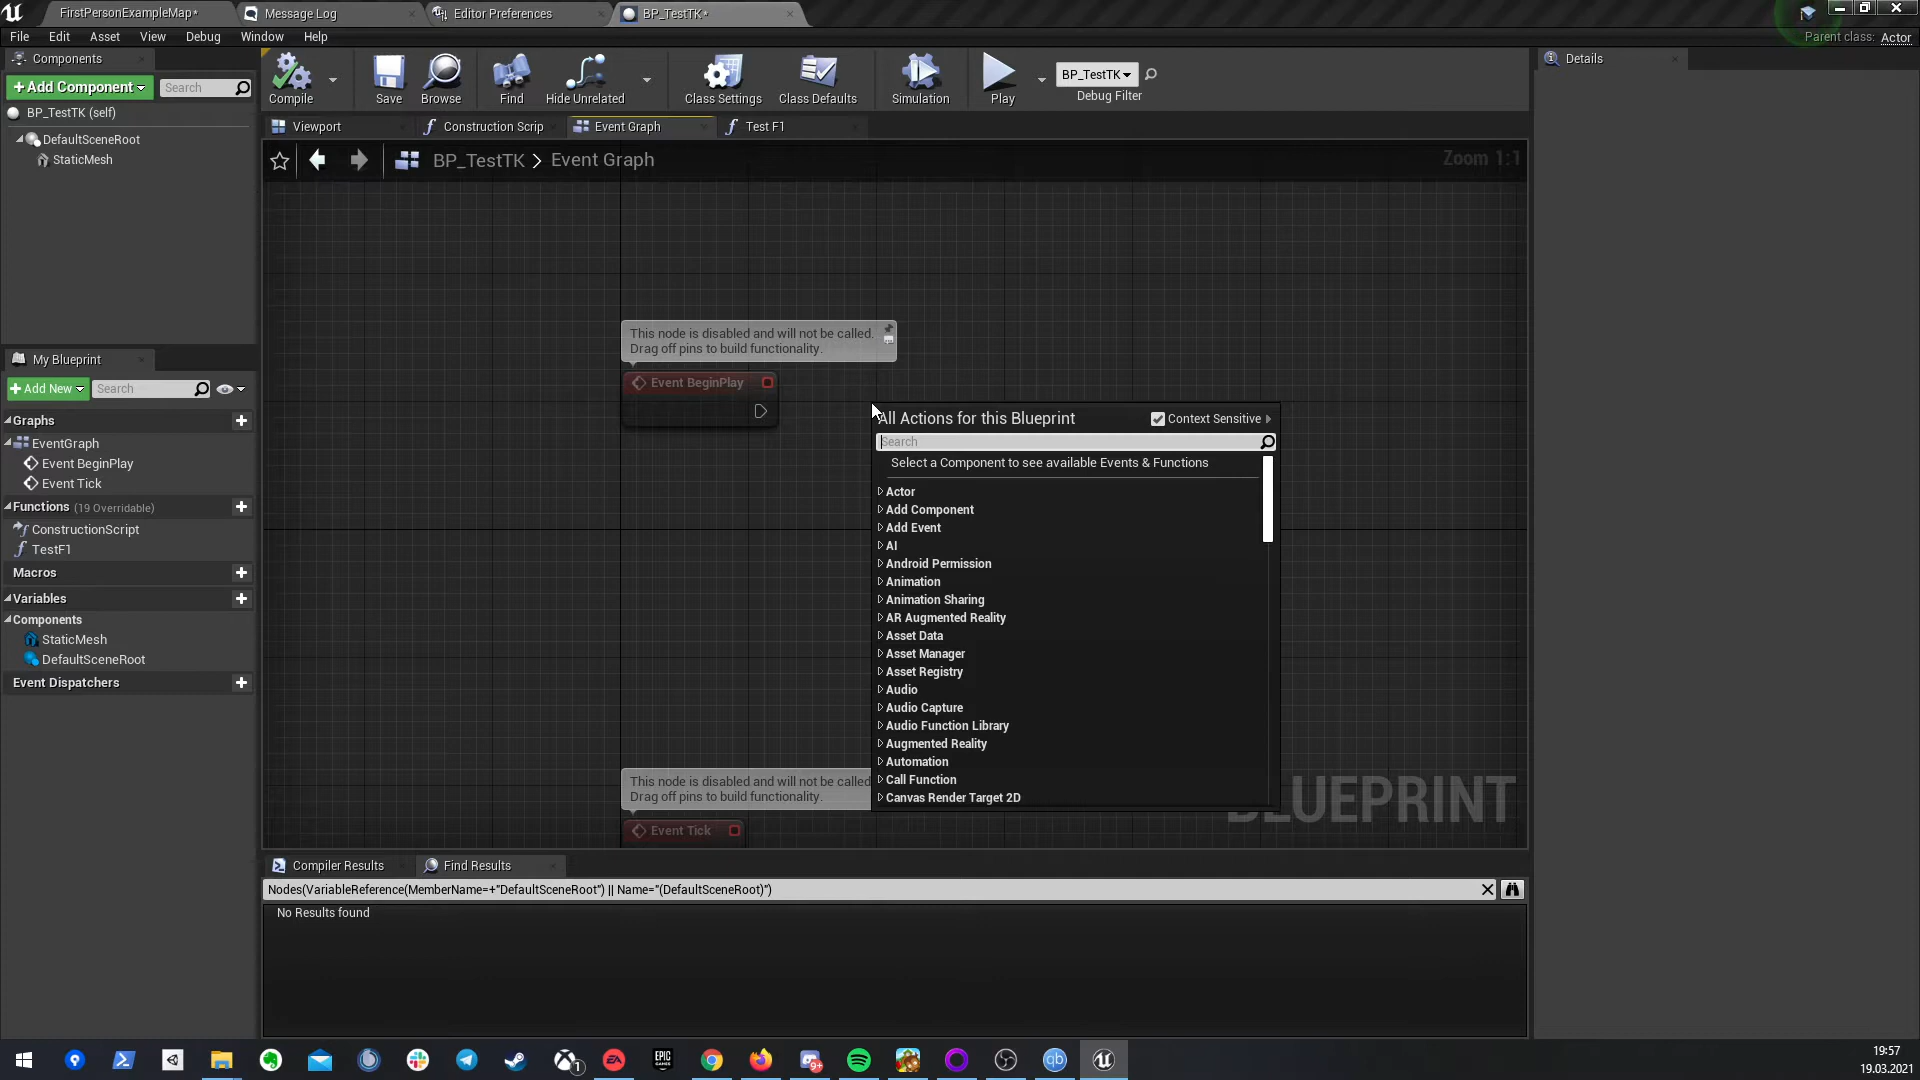 FirstPersonExampleMap*
Message Log
Editor Preferences
BP_TestTK*
File
Edit
Asset
View
Debug
Window
Help
Parent class: Actor
Components
+Add Component
Search
BP_TestTK (self)
DefaultSceneRoot
StaticMesh
Compile
Save
Browse
Find
Hide Unrelated
Class Settings
Class Defaults
Simulation
Play
BP_TestTK
Debug Filter
Details
Viewport
Construction Scrip
Event Graph
Test F1
BP_TestTK > Event Graph
Zoom 1:1
This node is disabled and will not be called.
Drag off pins to build functionality.
Event BeginPlay
My Blueprint
+Add New
Search
Graphs
EventGraph
Event BeginPlay
Event Tick
Functions (19 Overridable)
ConstructionScript
TestF1
Macros
Variables
Components
StaticMesh
DefaultSceneRoot
Event Dispatchers
All Actions for this Blueprint
Context Sensitive
Search
Select a Component to see available Events & Functions
Actor
Add Component
Add Event
AI
Android Permission
Animation
Animation Sharing
AR Augmented Reality
Asset Data
Asset Manager
Asset Registry
Audio
Audio Capture
Audio Function Library
Augmented Reality
Automation
Call Function
Canvas Render Target 2D
This node is disabled and will not be called
Drag off pins to build functionality.
Event Tick
BLUEPRINT
Compiler Results
Find Results
Nodes(VariableReference(MemberName=+"DefaultSceneRoot") || Name="(DefaultSceneRoot)")
No Results found
1
EA
EPIC
GAMES
9+
qb
19:57
19.03.2021